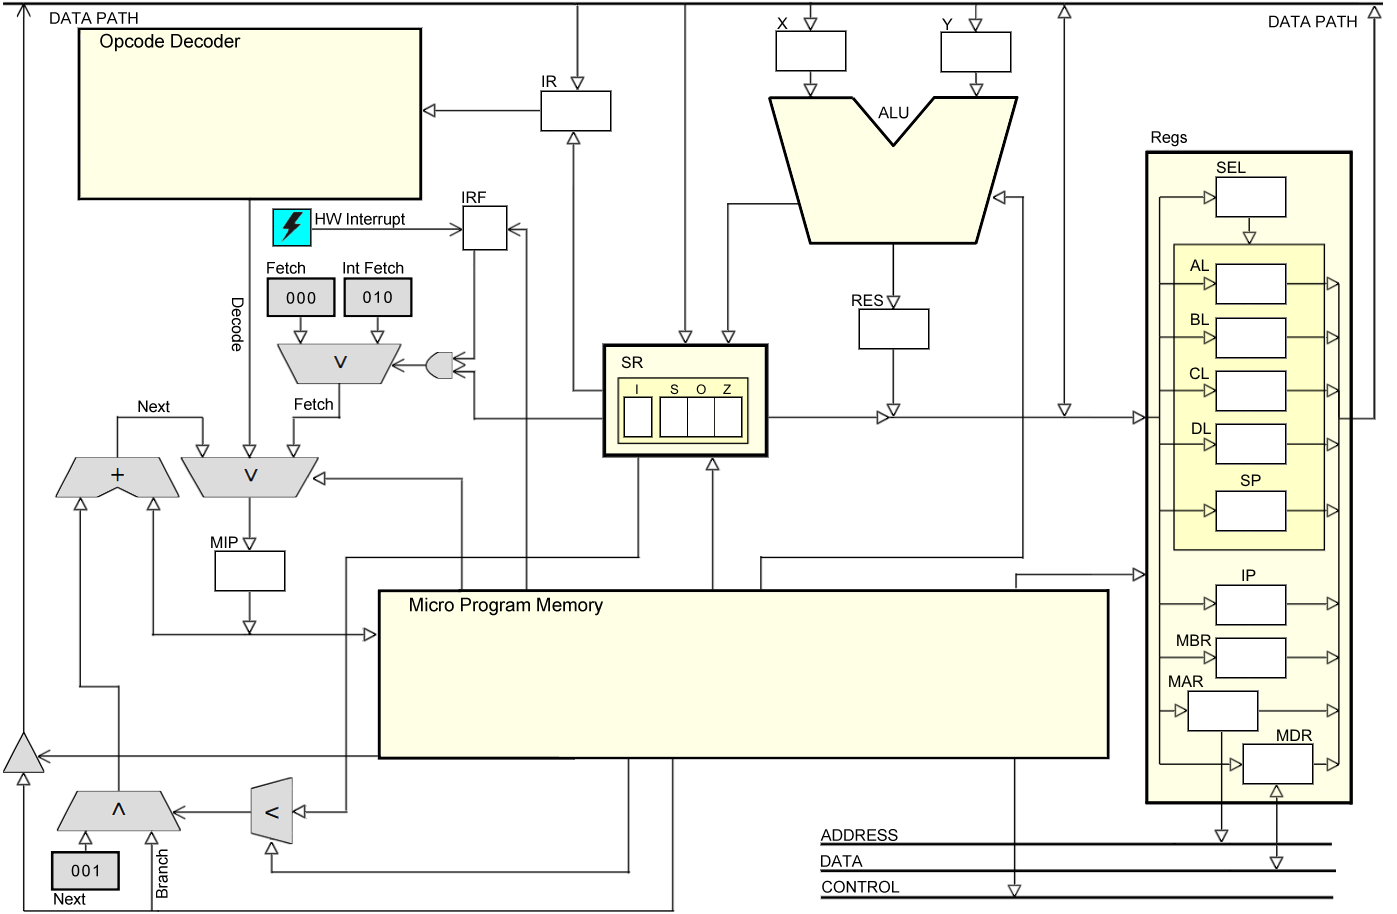 DATA PATH
DATA PATH
Opcode Decoder
X
Y
IR
ALU
Regs
SEL
IRF
HW Interrupt
Fetch
Int Fetch
000
010
AL
RES
Decode
BL
V
SR
I S O Z
CL
Fetch
Next
DL
+
V
SP
MIP
IP
Micro Program Memory
MBR
MAR
MDR
<
<
ADDRESS
001
Branch
DATA
Next
CONTROL